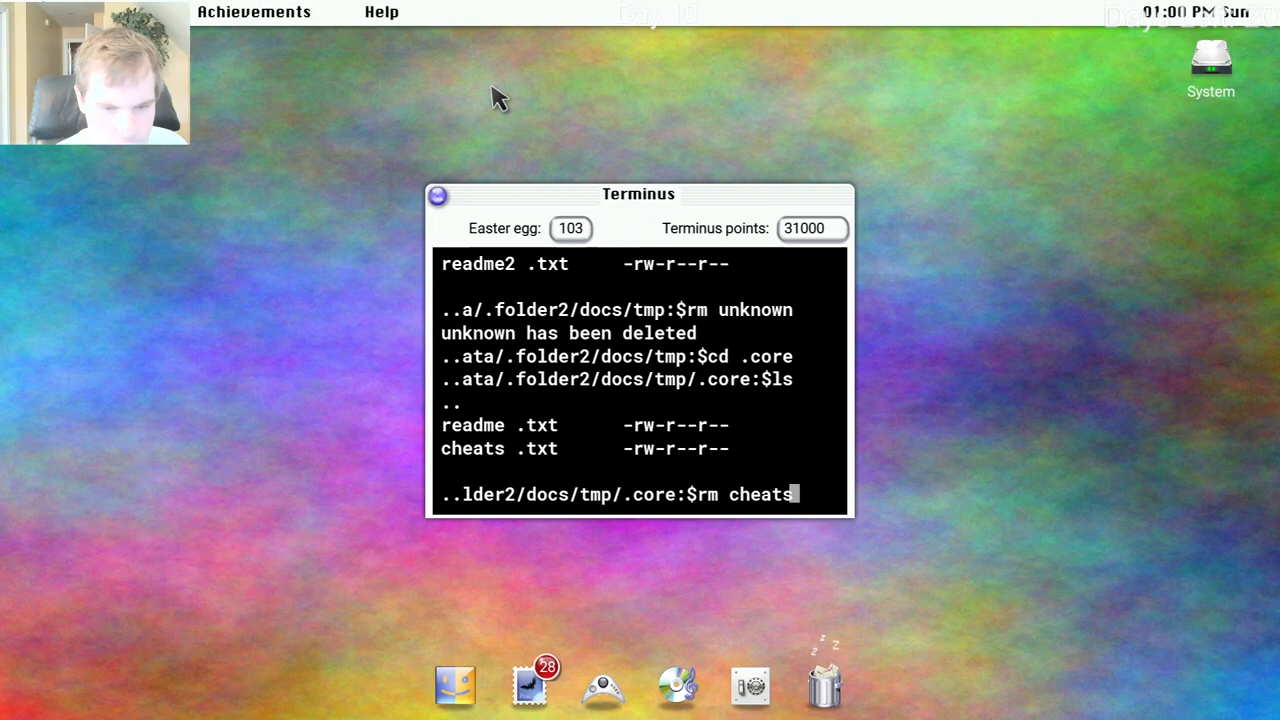 Achievements Help Day 10 01:00 PM Sun
System
Terminus
Easter egg: 103 Terminus points: 31000
readme2 .txt -rw-r--r--
..a/.folder2/docs/tmp:$rm unknown
unknown has been deleted
..ata/.folder2/docs/tmp:$cd .core
..ata/.folder2/docs/tmp/.core:$ls
..
readme .txt -rw-r--r--
cheats .txt -rw-r--r--
..lder2/docs/tmp/.core:$rm cheats
z z z
28